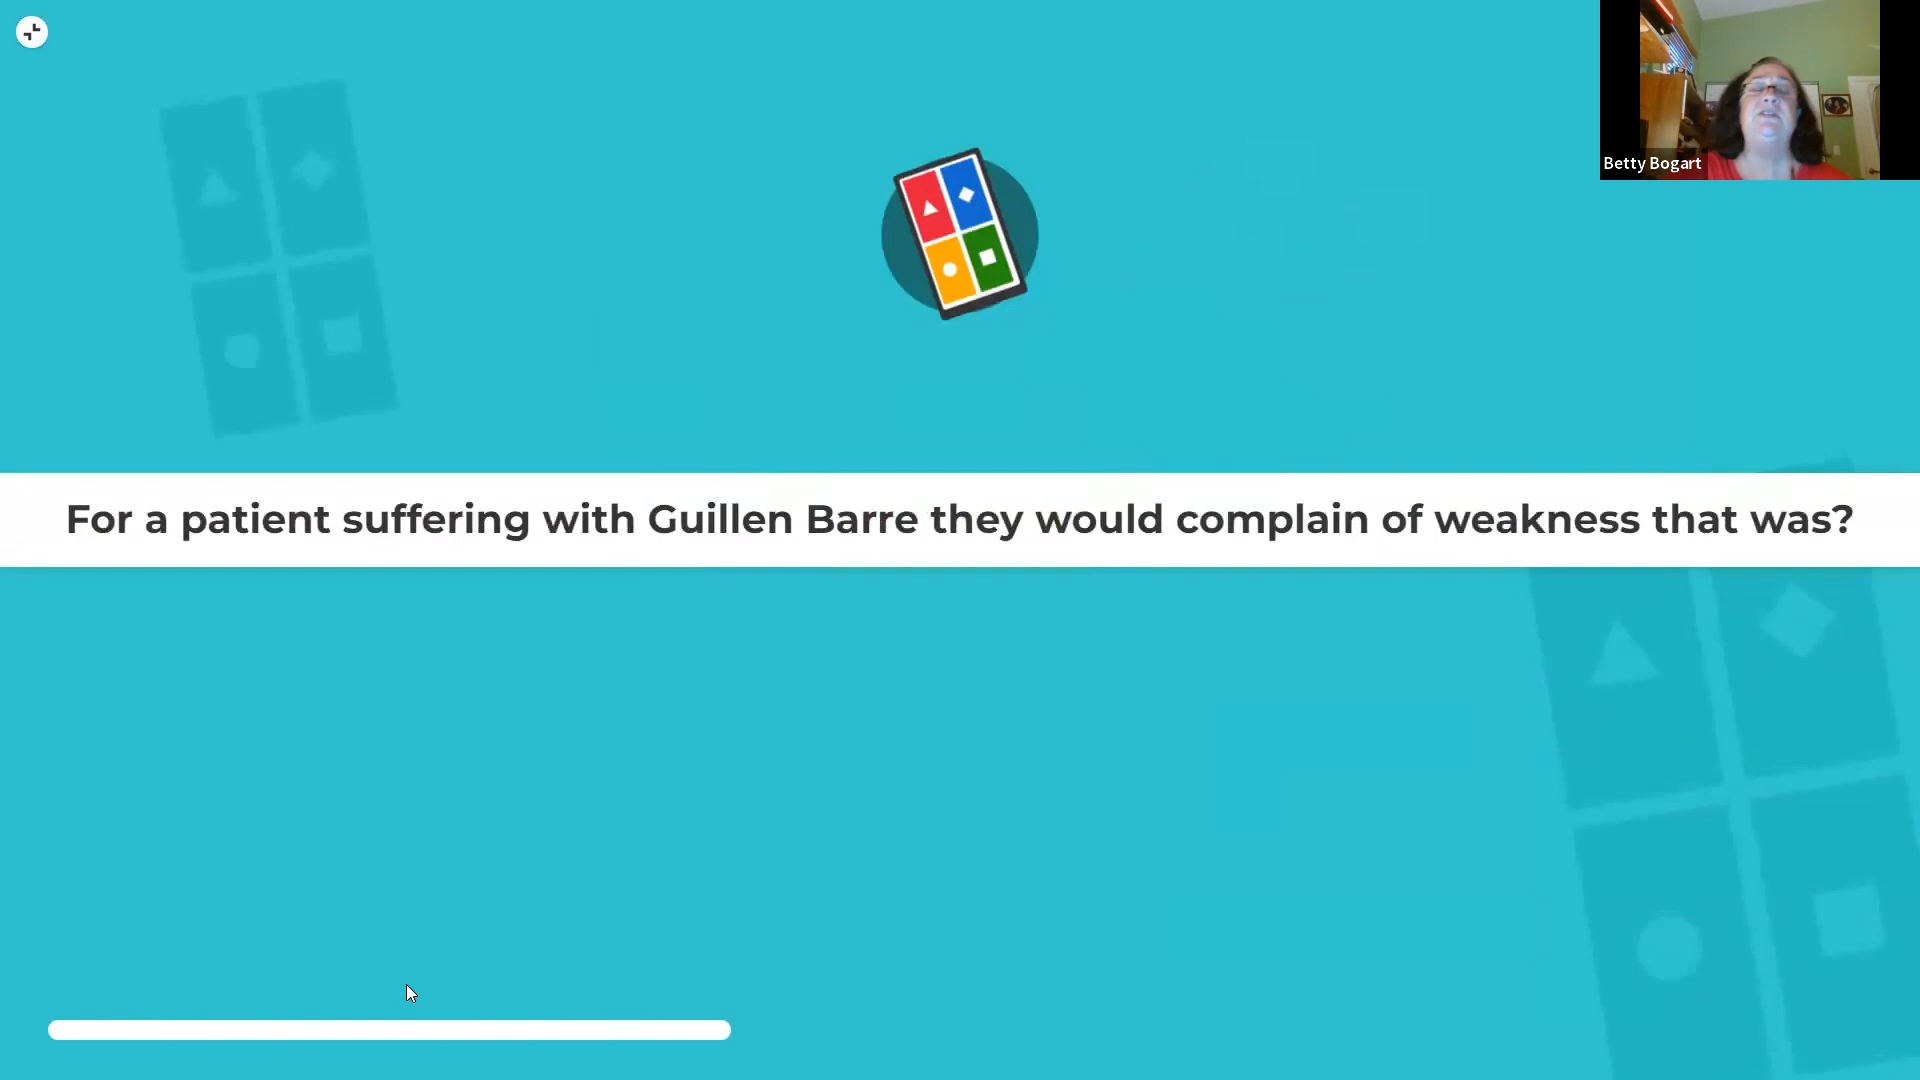 Betty Bogart
For a patient suffering with Guillen Barre they would complain of weakness that was?